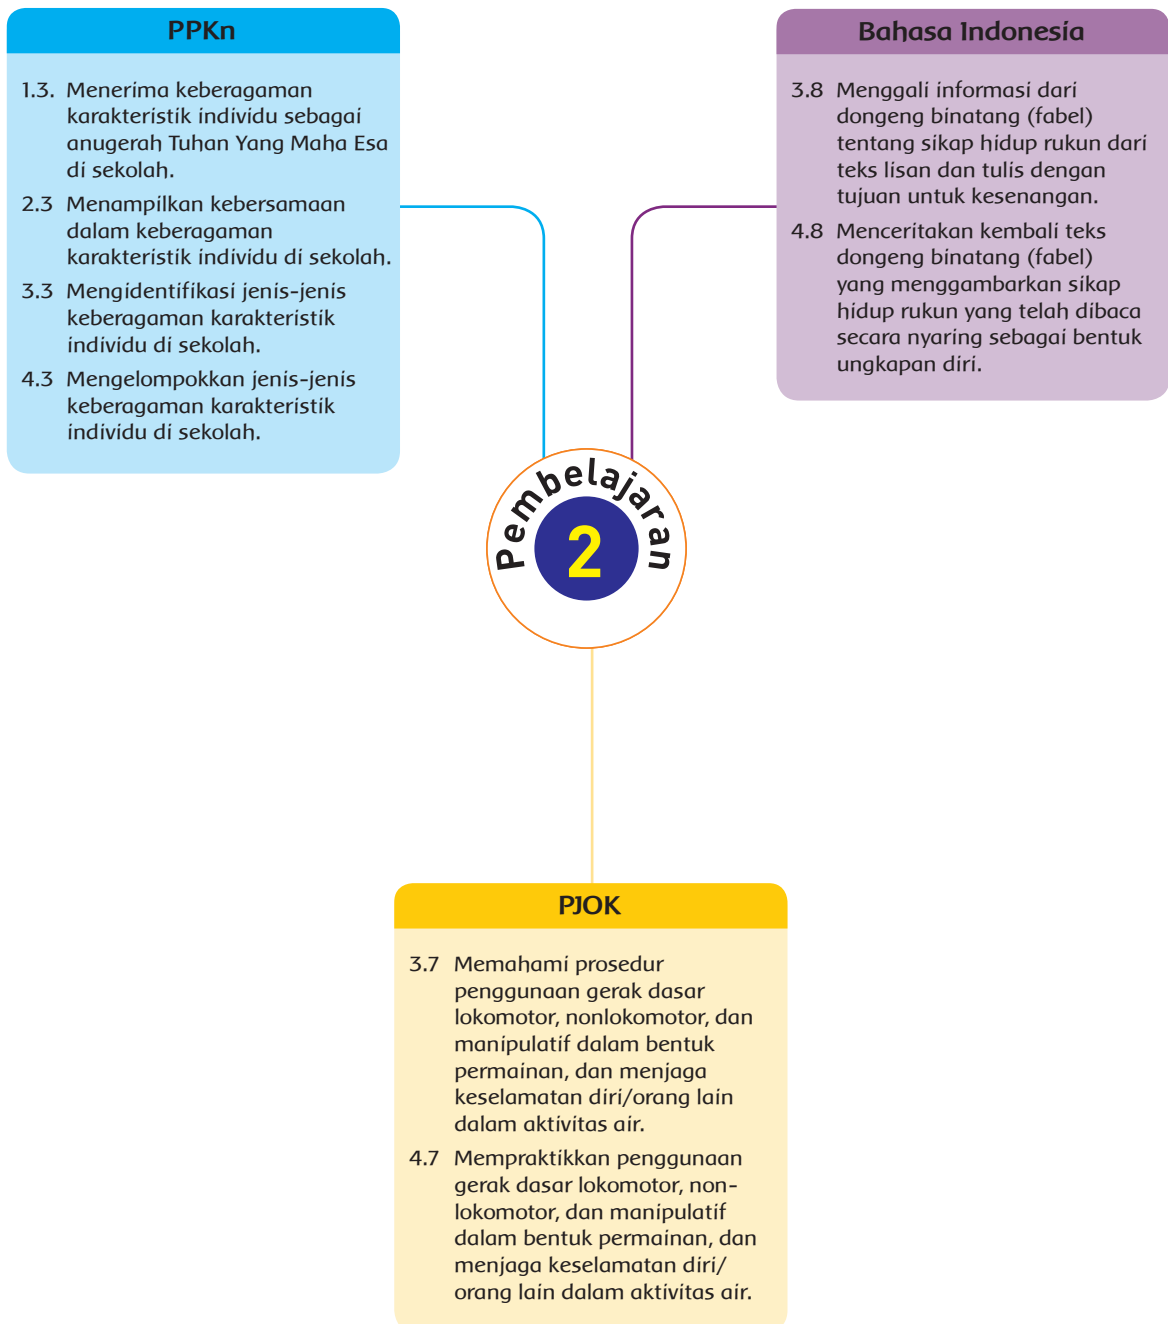 PPKn
1.3. Menerima keberagaman
karakteristik individu sebagai
anugerah Tuhan Yang Maha Esa
di sekolah.
2.3 Menampilkan kebersamaan
dalam keberagaman
karakteristik individu di sekolah.
3.3 Mengidentifikasi jenis-jenis
keberagaman karakteristik
individu di sekolah.
4.3 Mengelompokkan jenis-jenis
keberagaman karakteristik
individu di sekolah.
Bahasa Indonesia
3.8 Menggali informasi dari
dongeng binatang (fabel)
tentang sikap hidup rukun dari
teks lisan dan tulis dengan
tujuan untuk kesenangan.
4.8 Menceritakan kembali teks
dongeng binatang (fabel)
yang menggambarkan sikap
hidup rukun yang telah dibaca
secara nyaring sebagai bentuk
ungkapan diri.
Pembelajaran
2
PJOK
3.7 Memahami prosedur
penggunaan gerak dasar
lokomotor, nonlokomotor, dan
manipulatif dalam bentuk
permainan, dan menjaga
keselamatan diri/orang lain
dalam aktivitas air.
4.7 Mempraktikkan penggunaan
gerak dasar lokomotor, non-
lokomotor, dan manipulatif
dalam bentuk permainan, dan
menjaga keselamatan diri/
orang lain dalam aktivitas air.